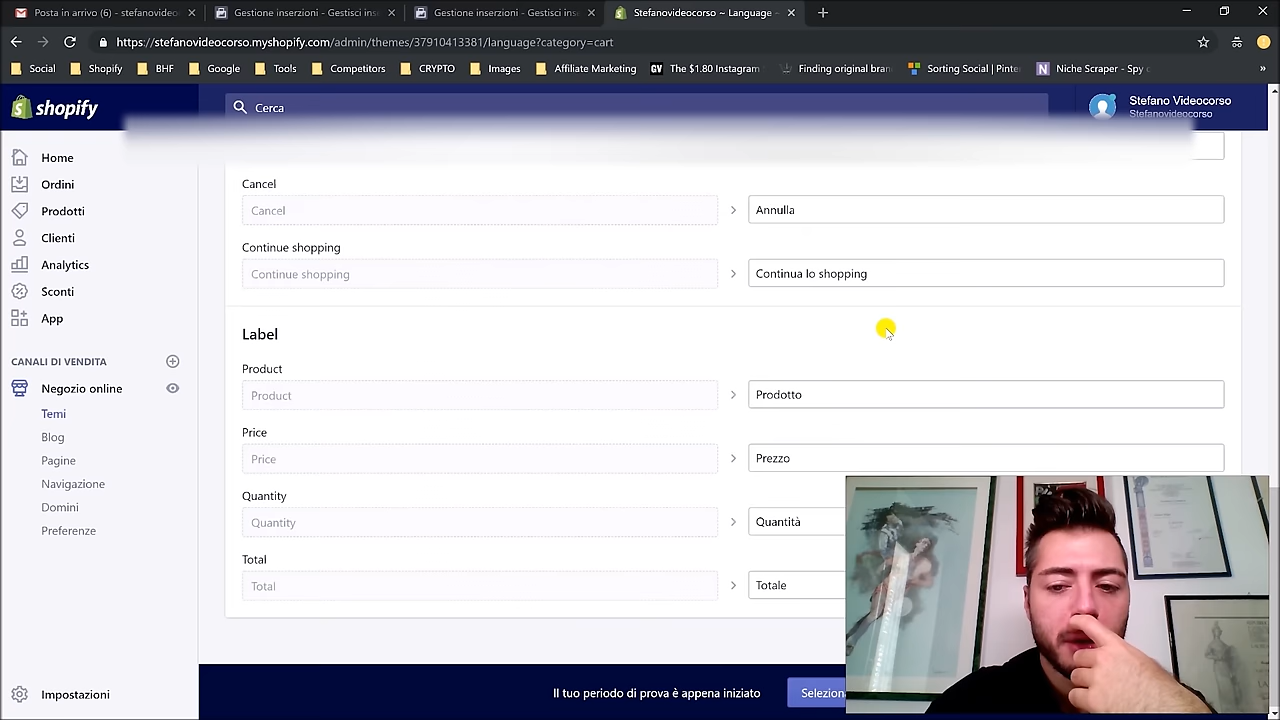 Posta in arrivo (6) - stefanovideoc
Gestione inserzioni - Gestisci inse
Gestione inserzioni - Gestisci inse
Stefanovideocorso ~ Language ~
https://stefanovideocorso.myshopify.com/admin/themes/37910413381/language?category=cart
Social Shopify BHF Google Tools Competitors CRYPTO Images Affiliate Marketing GV The $1.80 Instagram Finding original bran Sorting Social | Pinte N Niche Scraper - Spy
shopify
Cerca
Stefano Videocorso
Stefanovideocorso
Home
Ordini
Prodotti
Clienti
Analytics
Sconti
App
CANALI DI VENDITA
Negozio online
Temi
Blog
Pagine
Navigazione
Domini
Preferenze
Impostazioni
Cancel
Cancel > Annulla
Continue shopping
Continue shopping > Continua lo shopping
Label
Product
Product > Prodotto
Price
Price > Prezzo
Quantity
Quantity > Quantità
Total
Total > Totale
Il tuo periodo di prova è appena iniziato
Selezion